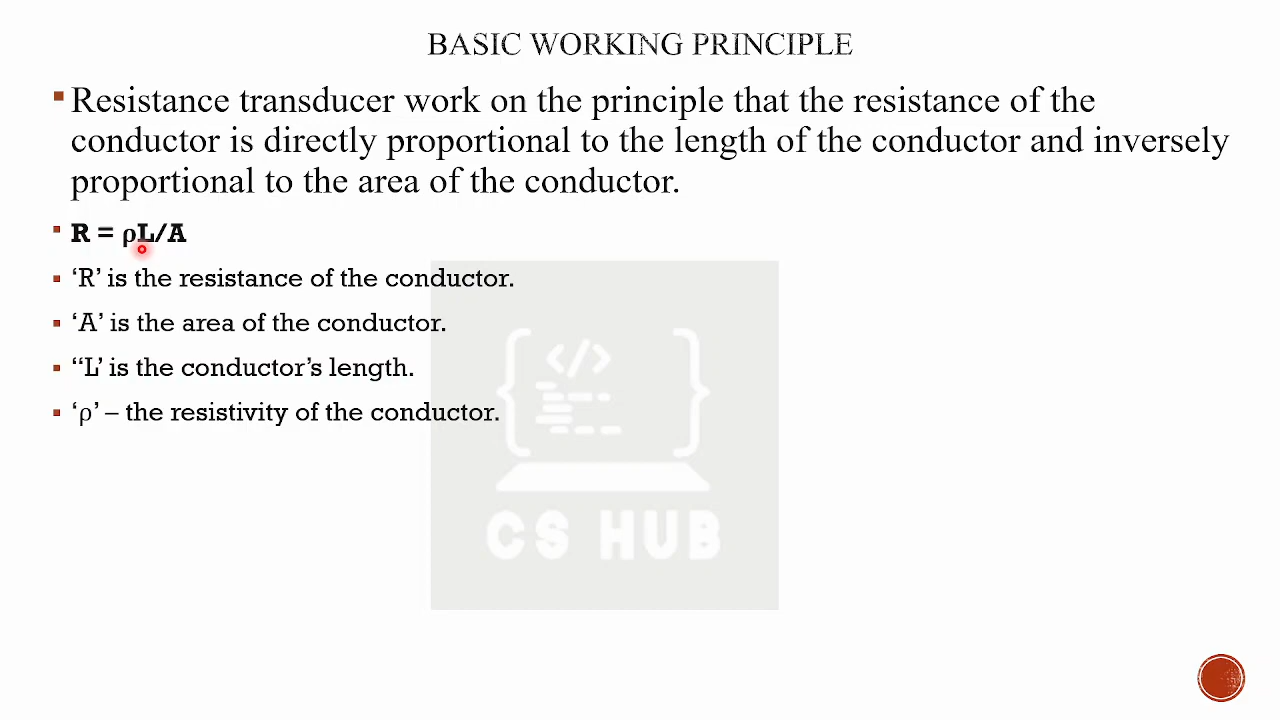 BASIC WORKING PRINCIPLE
Resistance transducer work on the principle that the resistance of the
conductor is directly proportional to the length of the conductor and inversely
proportional to the area of the conductor.
R = ρL/A
‘R’ is the resistance of the conductor.
‘A’ is the area of the conductor.
“L’ is the conductor’s length.
‘ρ’ – the resistivity of the conductor.
</>
CS HUB